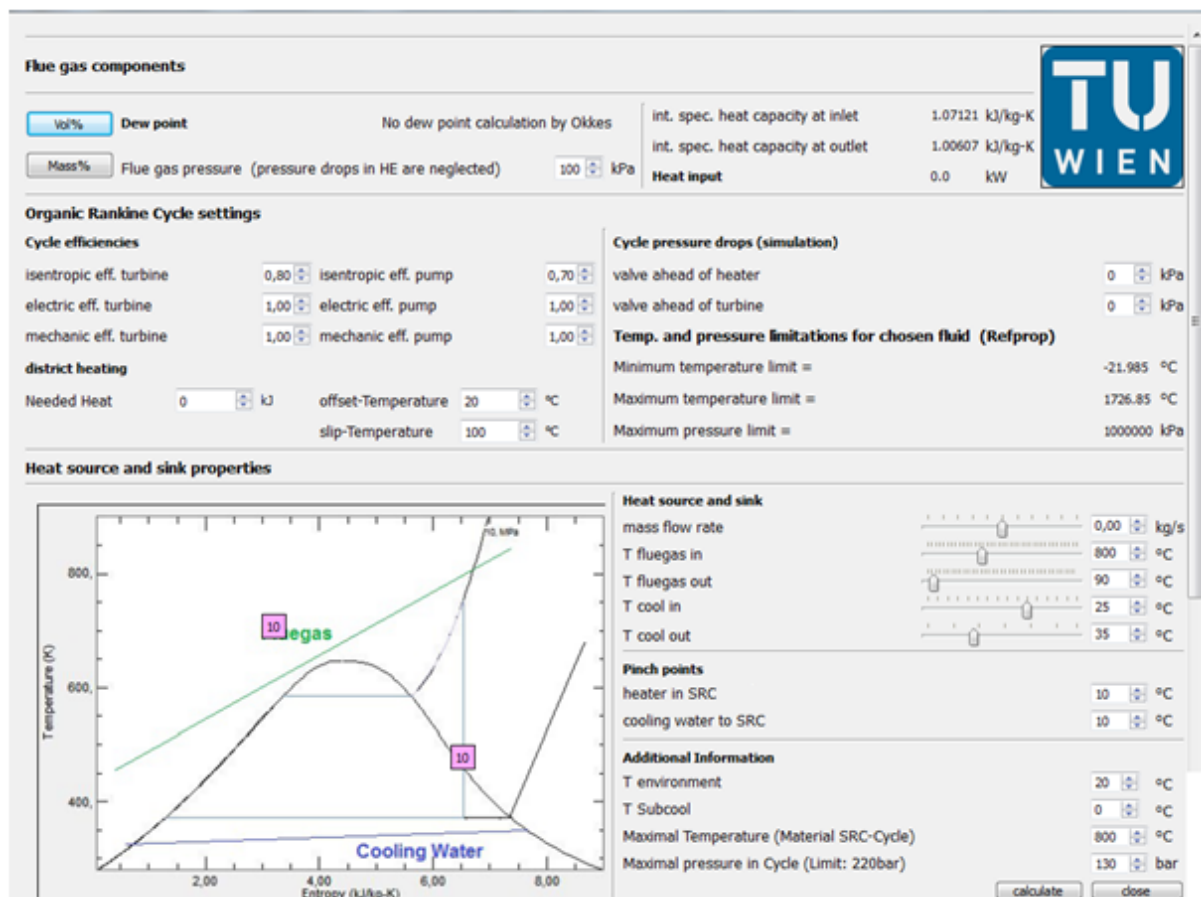 Flue gas components
TU
WIEN
Vol% Dew point No dew point calculation by Okkes
Mass% Flue gas pressure (pressure drops in HE are neglected) 100 kPa
int. spec. heat capacity at inlet 1.07121 kJ/kg-K
int. spec. heat capacity at outlet 1.00607 kJ/kg-K
Heat input 0.0 kW
Organic Rankine Cycle settings
Cycle efficiencies
isentropic eff. turbine 0,80 isentropic eff. pump 0,70
electric eff. turbine 1,00 electric eff. pump 1,00
mechanic eff. turbine 1,00 mechanic eff. pump 1,00
district heating
Needed Heat 0 kJ offset-Temperature 20 °C
slip-Temperature 100 °C
Cycle pressure drops (simulation)
valve ahead of heater 0 kPa
valve ahead of turbine 0 kPa
Temp. and pressure limitations for chosen fluid (Refprop)
Minimum temperature limit = -21.985 °C
Maximum temperature limit = 1726.85 °C
Maximum pressure limit = 1000000 kPa
Heat source and sink properties
800,
600,
400,
Temperature (K)
10
10
Cooling Water
2,00 4,00 6,00 8,00
Entropy (kJ/kg-K)
Heat source and sink
mass flow rate 0,00 kg/s
T fluegas in 800 °C
T fluegas out 90 °C
T cool in 25 °C
T cool out 35 °C
Pinch points
heater in SRC 10 °C
cooling water to SRC 10 °C
Additional Information
T environment 20 °C
T Subcool 0 °C
Maximal Temperature (Material SRC-Cycle) 800 °C
Maximal pressure in Cycle (Limit: 220bar) 130 bar
calculate close